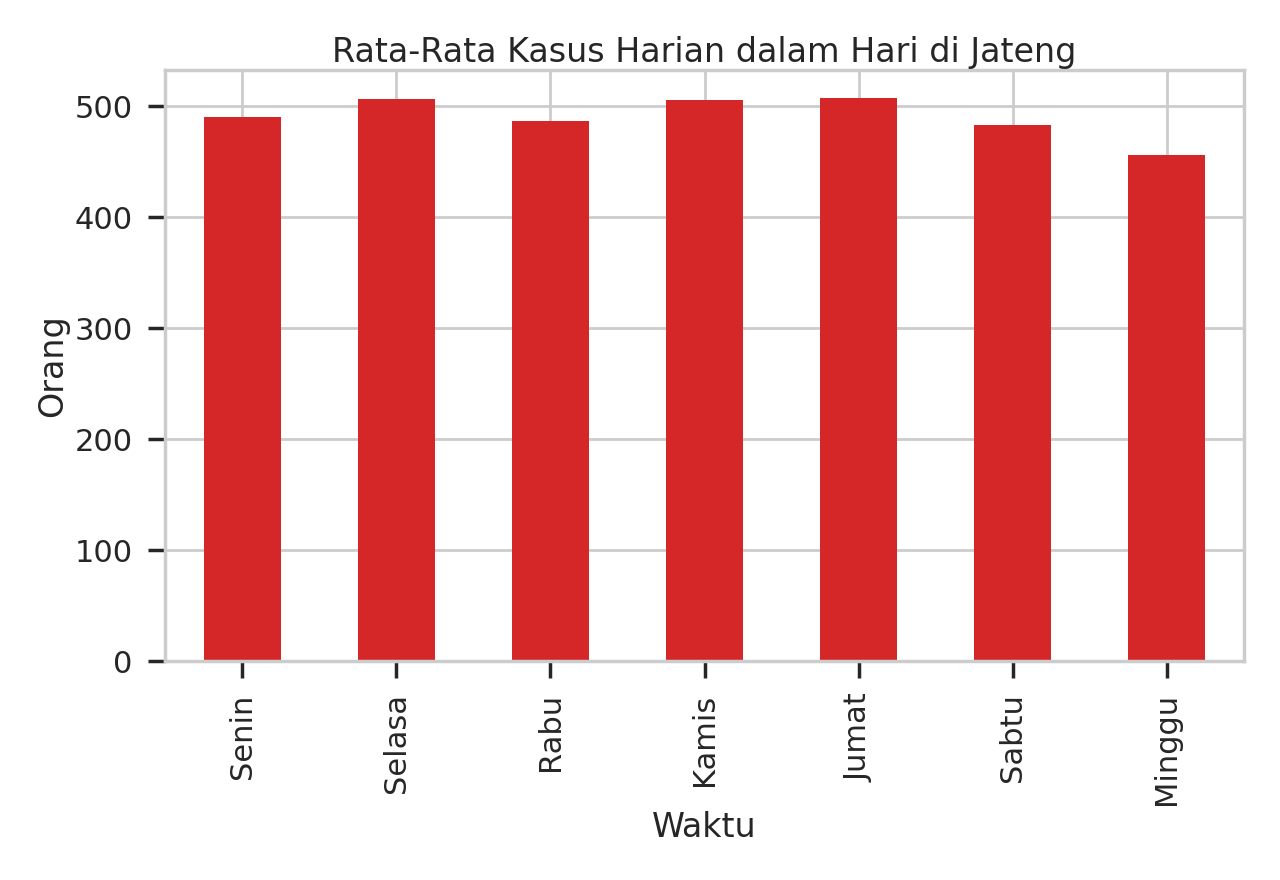 Rata-Rata Kasus Harian dalam Hari di Jateng
Orang
500
400
300
200
100
0
Senin
Selasa
Rabu
Kamis
Jumat
Sabtu
Minggu
Waktu